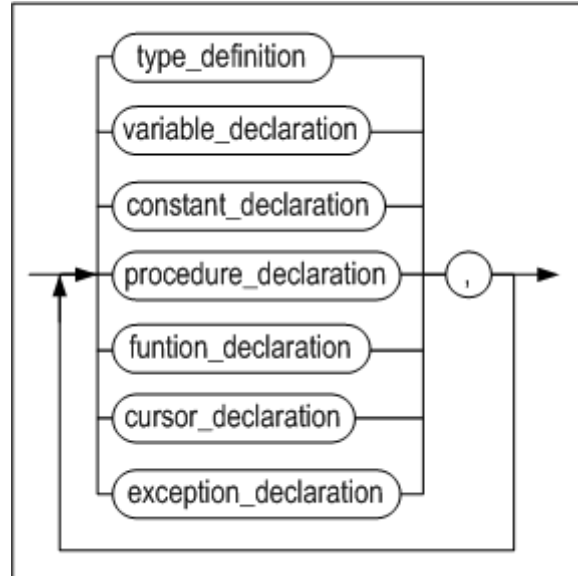 type_definition
variable_declaration
constant_declaration
procedure_declaration ,
funtion_declaration
cursor_declaration
exception_declaration